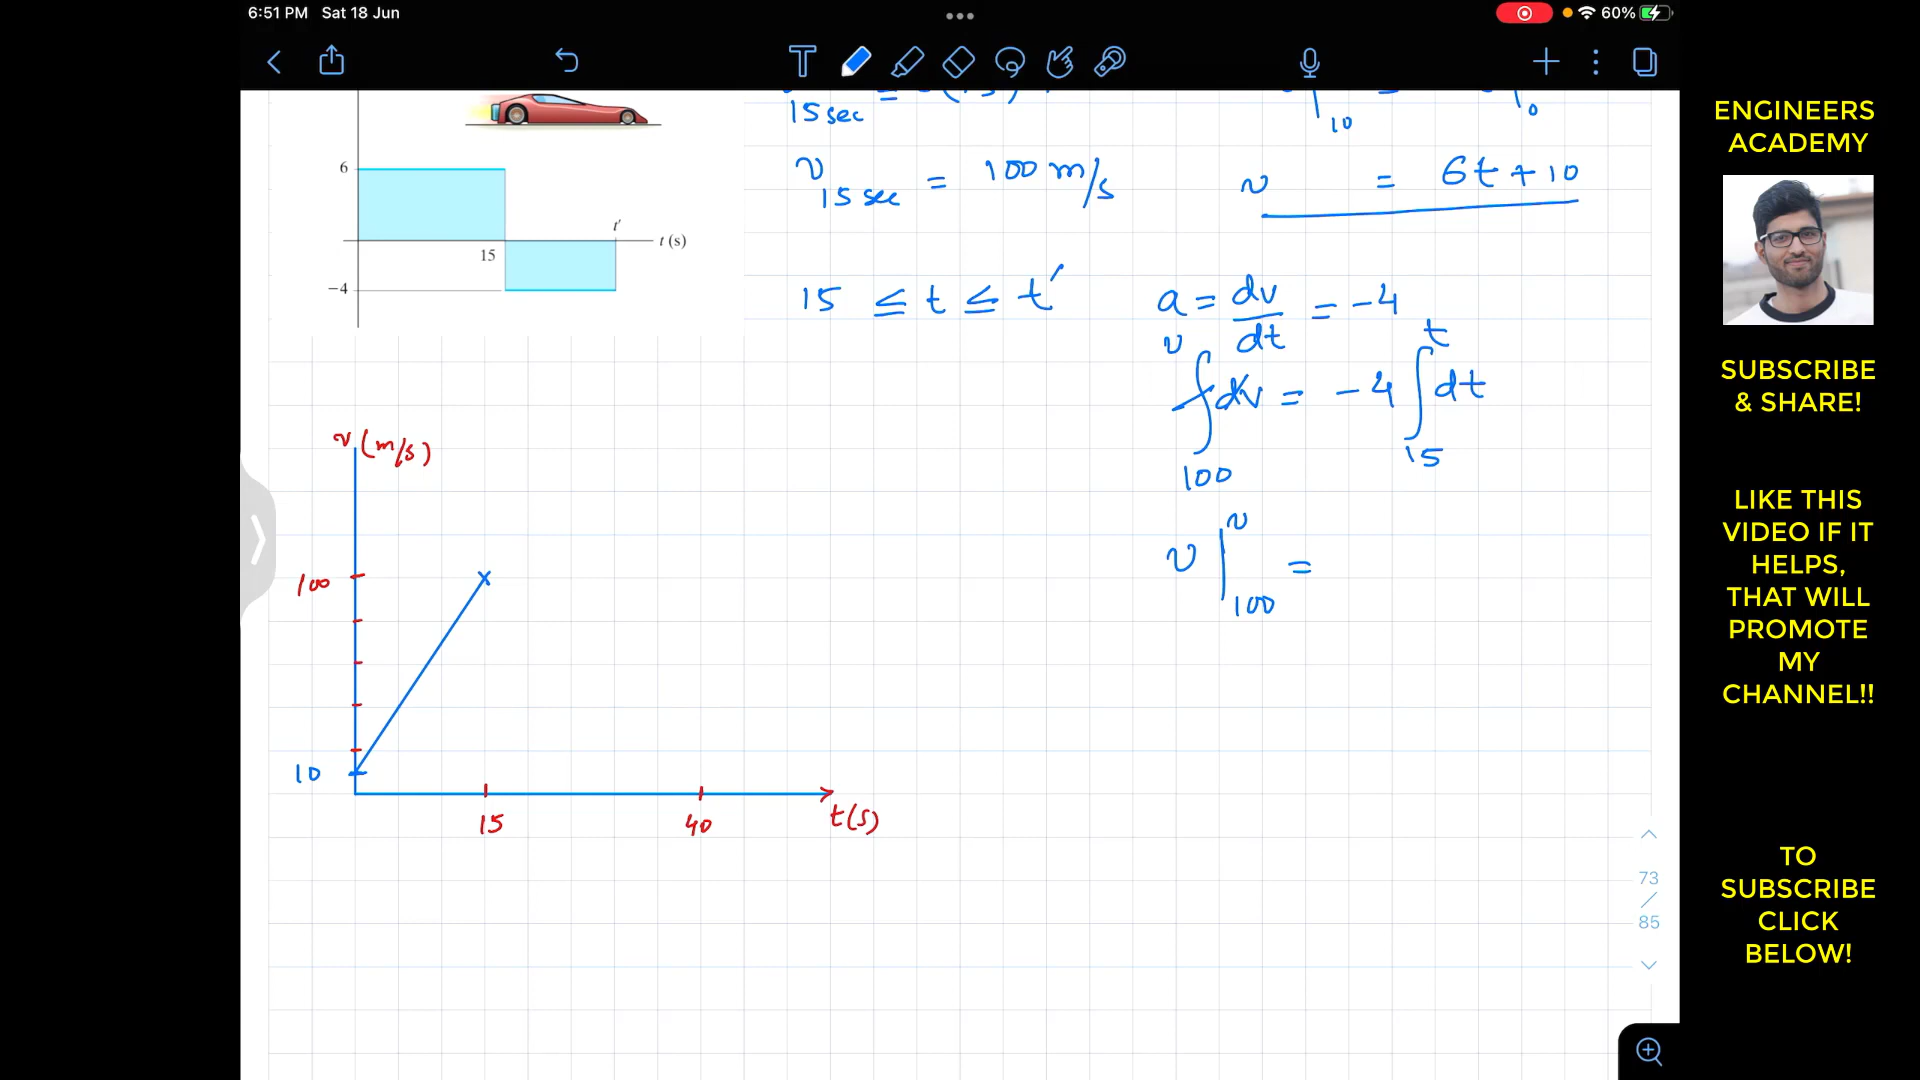 6:51 PM Sat 18 Jun
60%
6
t'
t (s)
15
−4
15 sec
v 15 sec = 100 m/s
10
0
v = 6t + 10
15 ≤ t ≤ t'
a = dv/dt = -4
v t
∫ dv = -4 ∫ dt
100 15
v | v 100 =
v (m/s)
100
10
15
40
t(s)
73
/
85
ENGINEERS
ACADEMY
SUBSCRIBE
& SHARE!
LIKE THIS
VIDEO IF IT
HELPS,
THAT WILL
PROMOTE
MY
CHANNEL!!
TO
SUBSCRIBE
CLICK
BELOW!